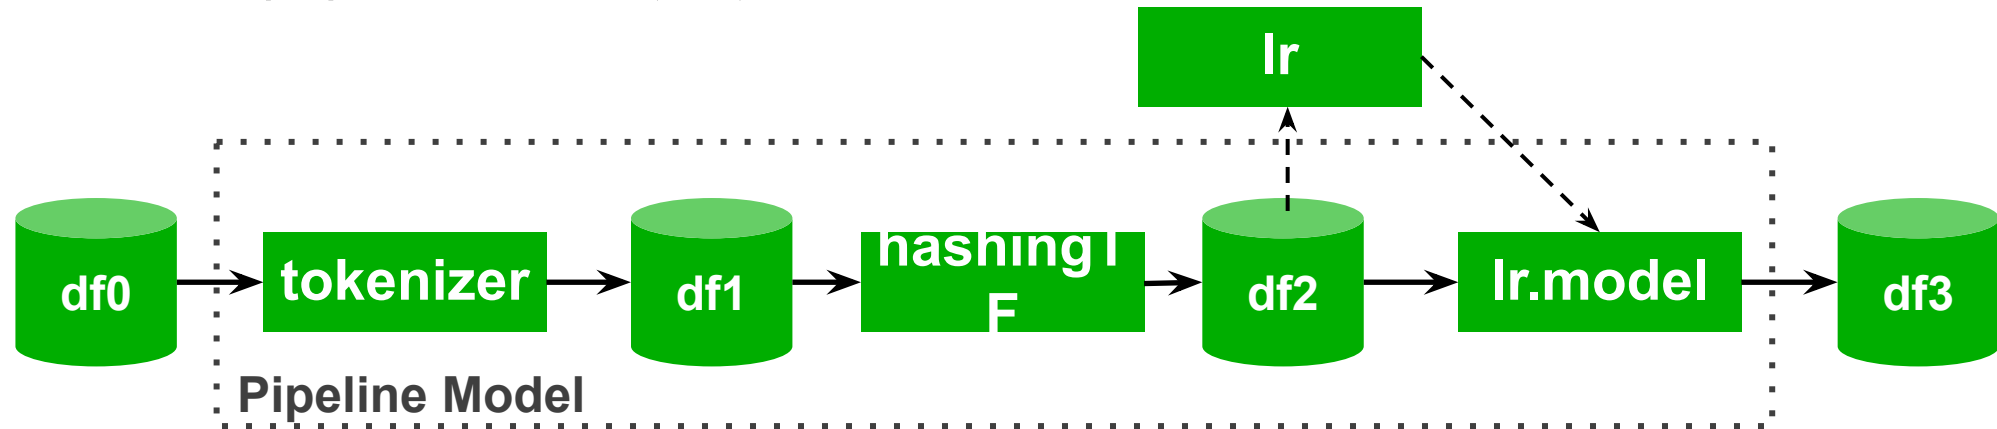 lr
df0
tokenizer
df1
hashingT
F
df2
lr.model
df3
Pipeline Model